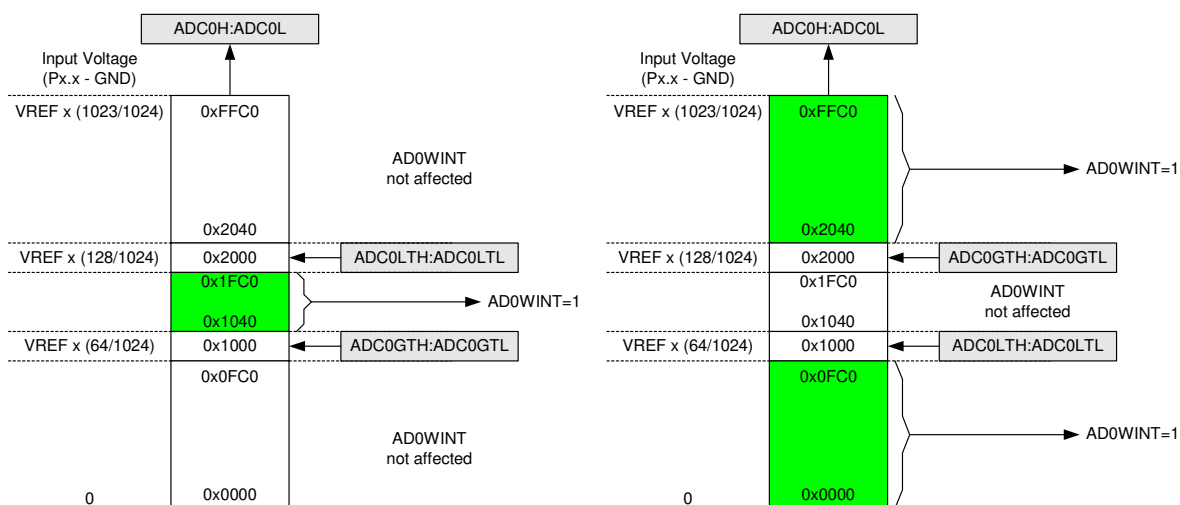 ADC0H:ADC0L
Input Voltage
(Px.x - GND)
VREF x (1023/1024)
0xFFC0
AD0WINT
not affected
0x2040
VREF x (128/1024)
0x2000
ADC0LTH:ADC0LTL
0x1FC0
AD0WINT=1
0x1040
VREF x (64/1024)
0x1000
ADC0GTH:ADC0GTL
0x0FC0
AD0WINT
not affected
0
0x0000
ADC0H:ADC0L
Input Voltage
(Px.x - GND)
VREF x (1023/1024)
0xFFC0
AD0WINT=1
0x2040
VREF x (128/1024)
0x2000
ADC0GTH:ADC0GTL
0x1FC0
AD0WINT
not affected
0x1040
VREF x (64/1024)
0x1000
ADC0LTH:ADC0LTL
0x0FC0
AD0WINT=1
0
0x0000